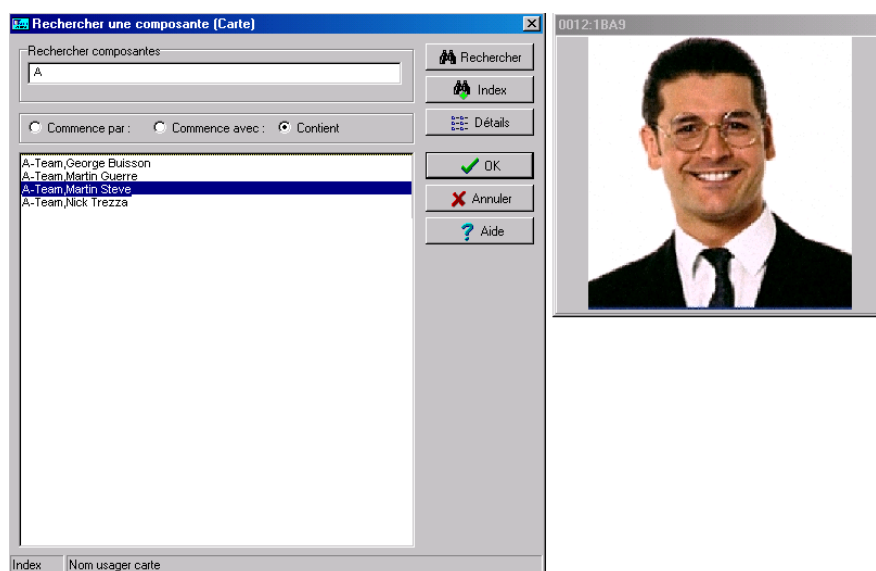 Rechercher une composante (Carte)
Rechercher composantes
A
Commence par : Commence avec : Contient
A-Team,George Buisson
A-Team,Martin Guerre
A-Team,Martin Steve
A-Team,Nick Trezza
Rechercher
Index
Détails
OK
Annuler
Aide
Index Nom usager carte
0012:1BA9